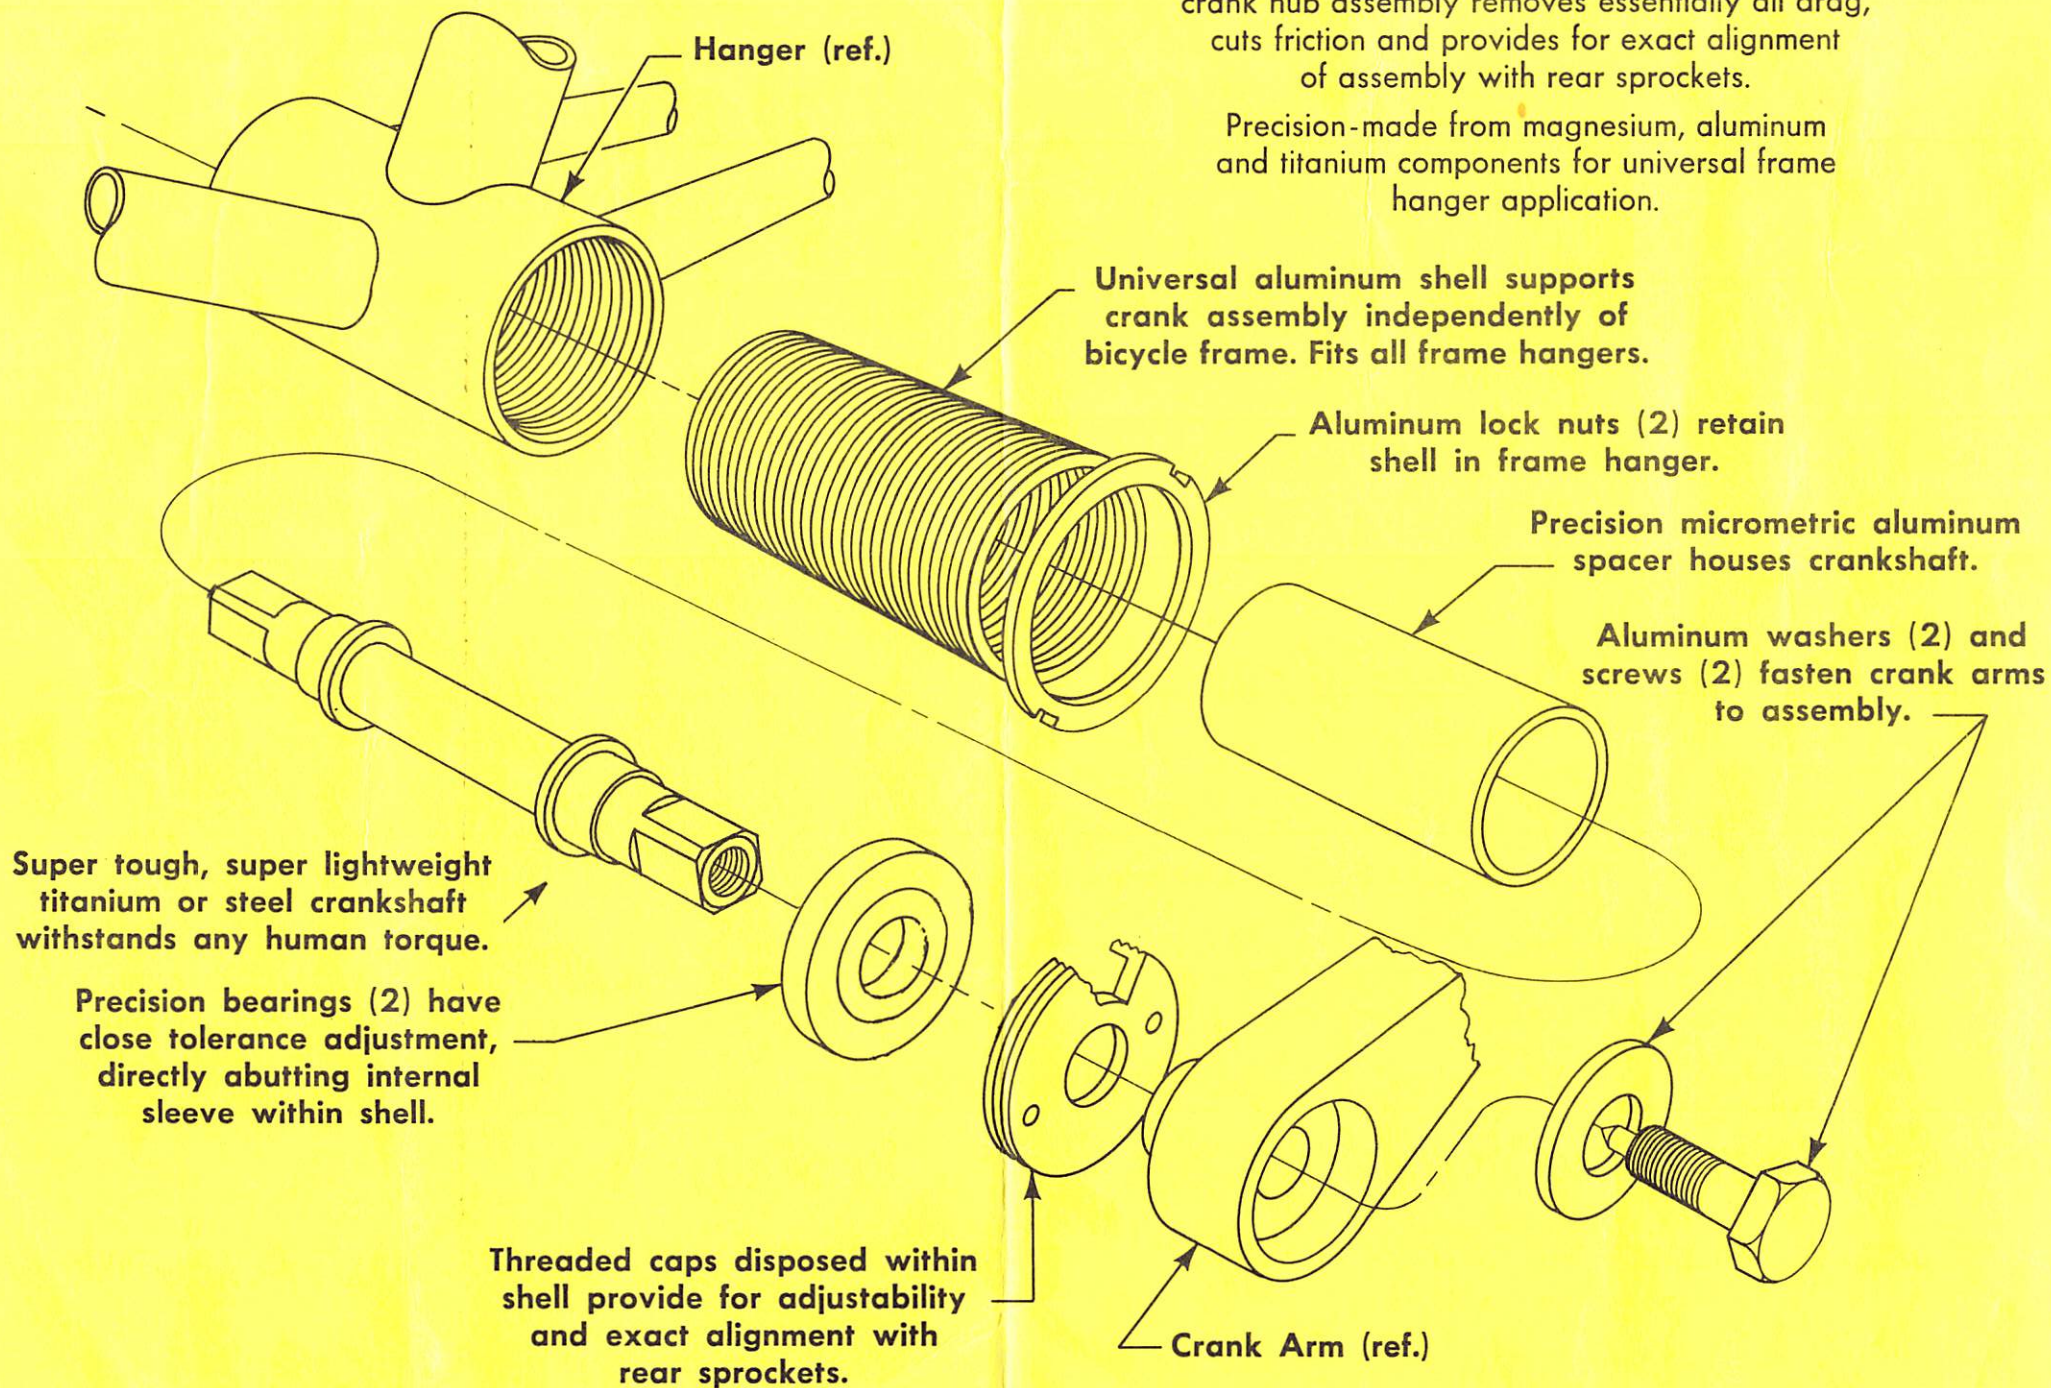 crank hub assembly removes essentially all drag,
cuts friction and provides for exact alignment
of assembly with rear sprockets.
Precision-made from magnesium, aluminum
and titanium components for universal frame
hanger application.
Hanger (ref.)
Universal aluminum shell supports
crank assembly independently of
bicycle frame. Fits all frame hangers.
Aluminum lock nuts (2) retain
shell in frame hanger.
Precision micrometric aluminum
spacer houses crankshaft.
Aluminum washers (2) and
screws (2) fasten crank arms
to assembly.
Super tough, super lightweight
titanium or steel crankshaft
withstands any human torque.
Precision bearings (2) have
close tolerance adjustment,
directly abutting internal
sleeve within shell.
Threaded caps disposed within
shell provide for adjustability
and exact alignment with
rear sprockets.
Crank Arm (ref.)